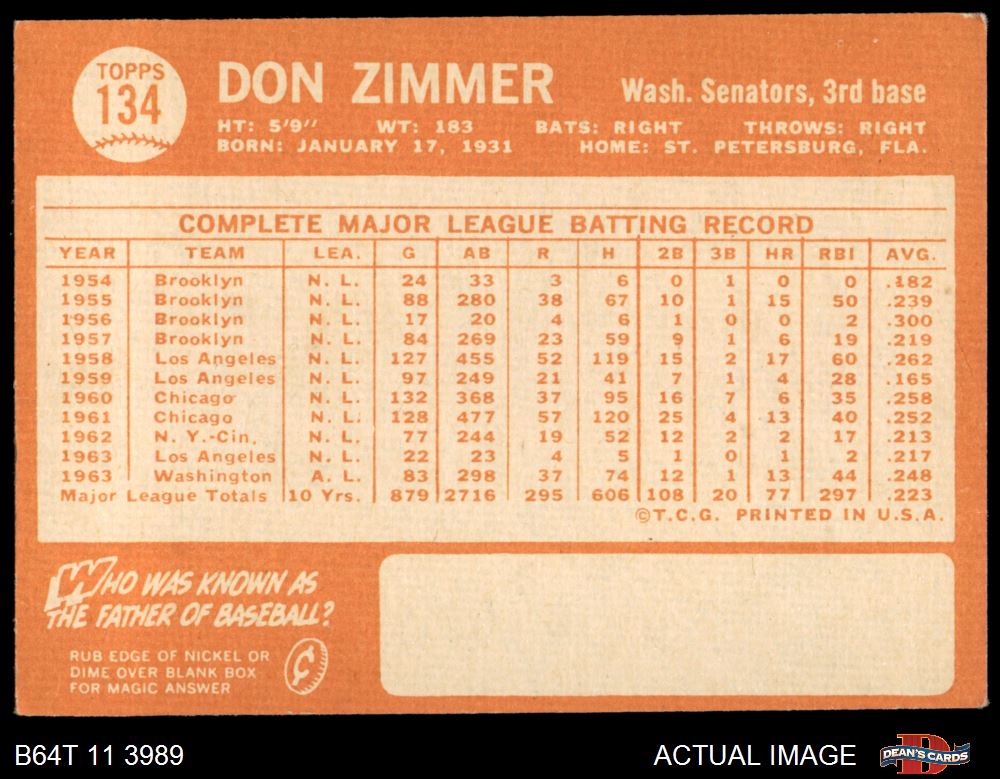 TOPPS
134
DON ZIMMER
Wash. Senators, 3rd base
HT: 5'9" WT: 183 BATS: RIGHT THROWS: RIGHT
BORN: JANUARY 17, 1931 HOME: ST. PETERSBURG, FLA.
COMPLETE MAJOR LEAGUE BATTING RECORD
YEAR TEAM LEA. G AB R H 2B 3B HR RBI AVG.
1954 Brooklyn N. L. 24 33 3 6 0 1 0 0 .182
1955 Brooklyn N. L. 88 280 38 67 10 1 15 50 .239
1956 Brooklyn N. L. 17 20 4 6 1 0 0 2 .300
1957 Brooklyn N. L. 84 269 23 59 9 1 6 19 .219
1958 Los Angeles N. L. 127 455 52 119 15 2 17 60 .262
1959 Los Angeles N. L. 97 249 21 41 7 1 4 28 .165
1960 Chicago N. L. 132 368 37 95 16 7 6 35 .258
1961 Chicago N. L. 128 477 57 120 25 4 13 40 .252
1962 N. Y.-Cin. N. L. 77 244 19 52 12 2 2 17 .213
1963 Los Angeles N. L. 22 23 4 5 1 0 1 2 .217
1963 Washington A. L. 83 298 37 74 12 1 13 44 .248
Major League Totals 10 Yrs. 879 2716 295 606 108 20 77 297 .223
©T.C.G. PRINTED IN U.S.A.
WHO WAS KNOWN AS
THE FATHER OF BASEBALL?
RUB EDGE OF NICKEL OR
DIME OVER BLANK BOX
FOR MAGIC ANSWER
¢
B64T 11 3989
ACTUAL IMAGE
D
DEAN'S CARDS